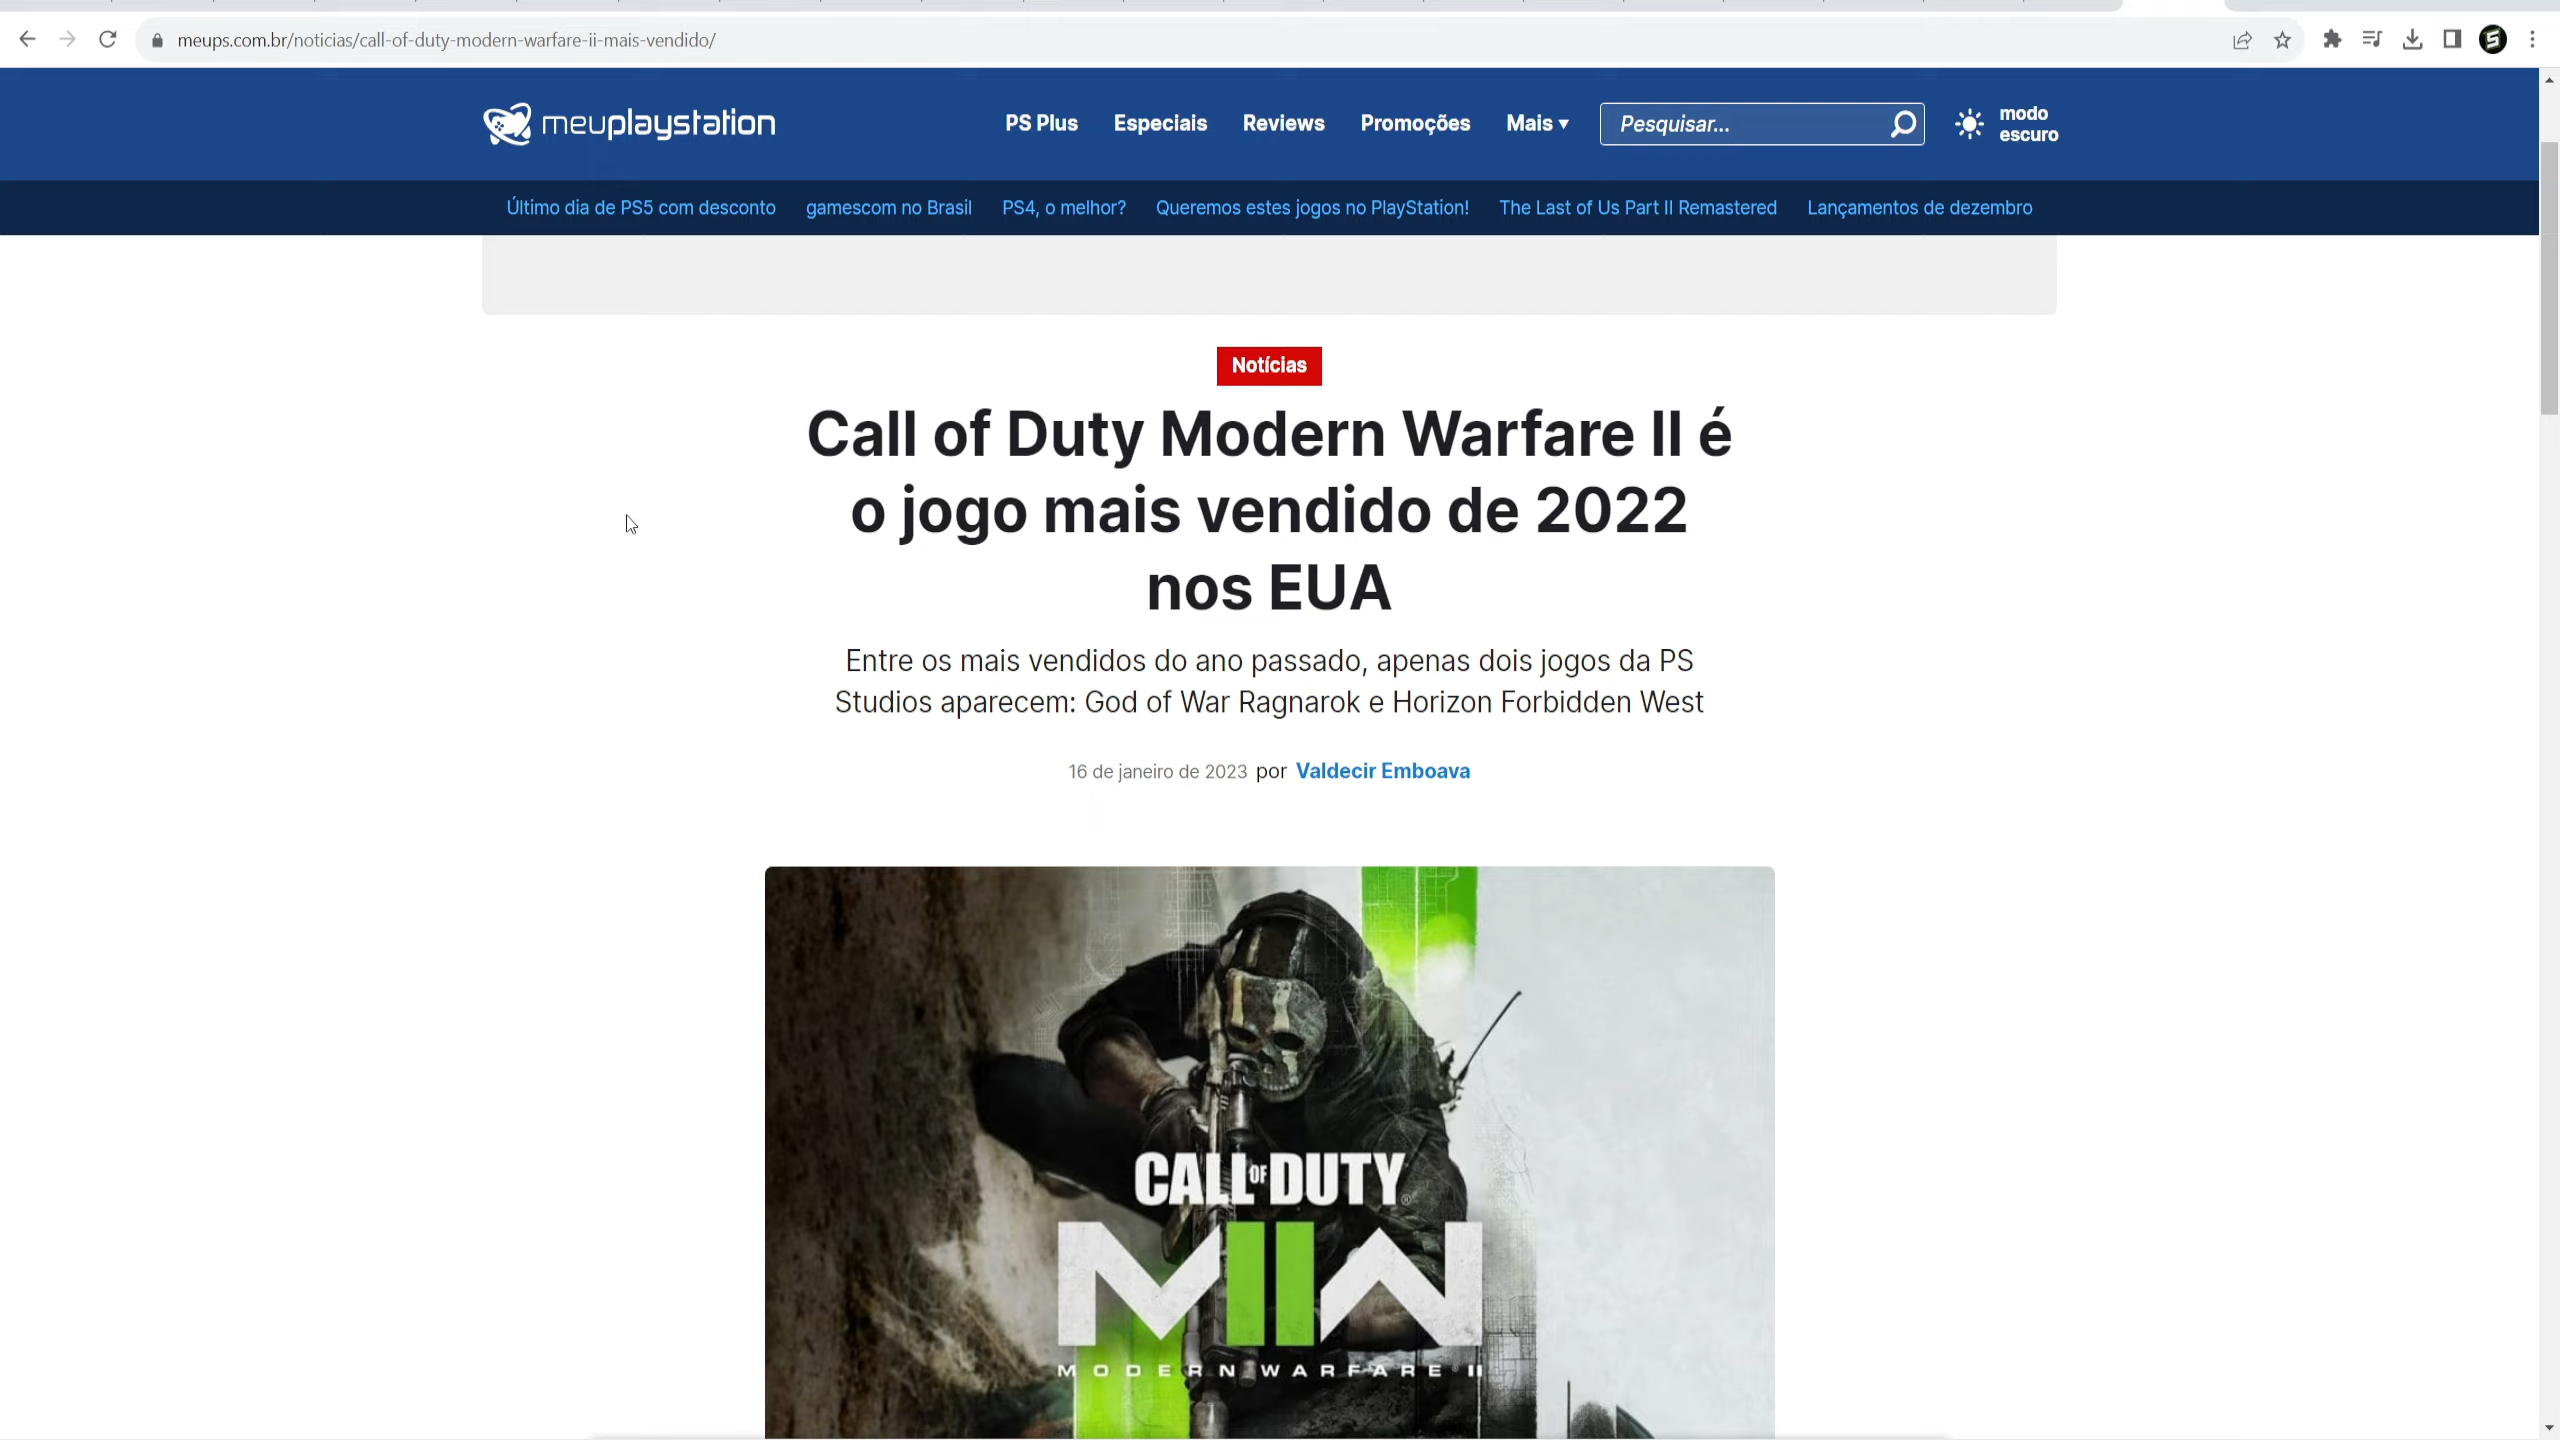 meups.com.br/noticias/call-of-duty-modern-warfare-ii-mais-vendido/
meuplaystation
PS Plus Especiais Reviews Promoções Mais ▾ Pesquisar... modo escuro
Último dia de PS5 com desconto gamescom no Brasil PS4, o melhor? Queremos estes jogos no PlayStation! The Last of Us Part II Remastered Lançamentos de dezembro
Notícias
Call of Duty Modern Warfare II é
o jogo mais vendido de 2022
nos EUA
Entre os mais vendidos do ano passado, apenas dois jogos da PS
Studios aparecem: God of War Ragnarok e Horizon Forbidden West
16 de janeiro de 2023 por Valdecir Emboava
CALL OF DUTY®
MIIW
MODERN WARFARE II